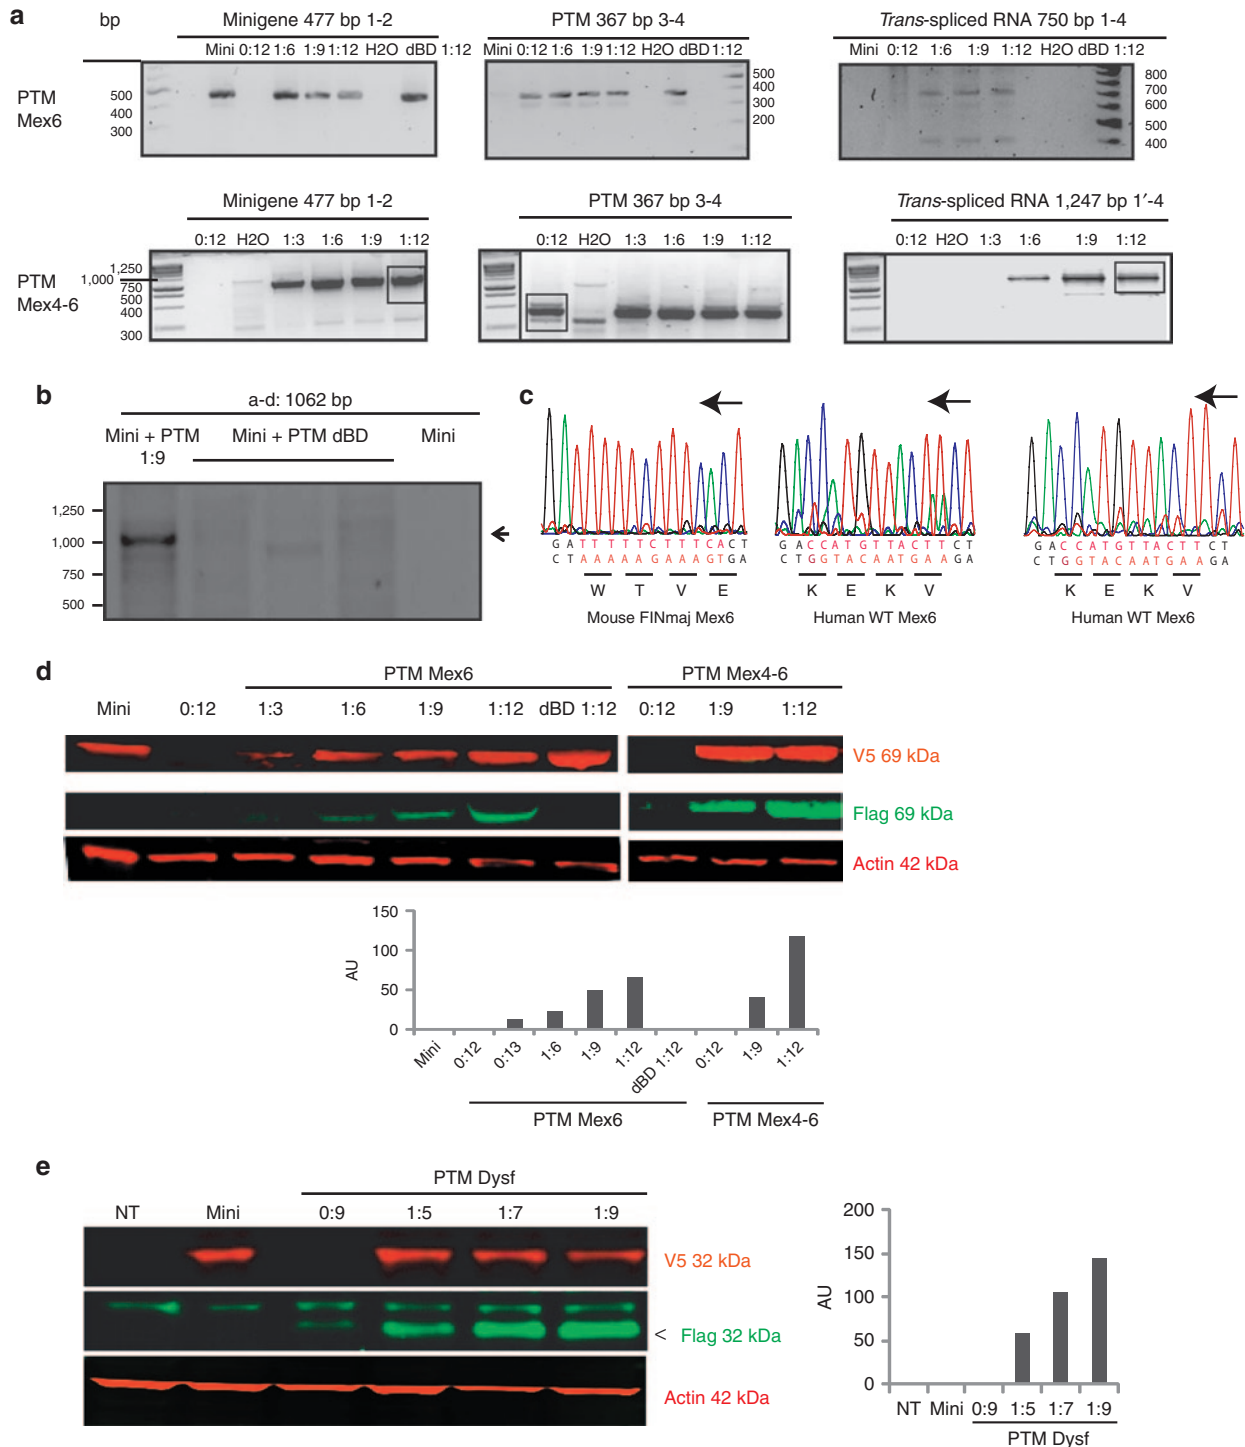 a
bp
Minigene 477 bp 1-2
PTM 367 bp 3-4
Trans-spliced RNA 750 bp 1-4
Mini 0:12 1:6 1:9 1:12 H2O dBD 1:12
Mini 0:12 1:6 1:9 1:12 H2O dBD 1:12
Mini 0:12 1:6 1:9 1:12 H2O dBD 1:12
PTM
Mex6
500
400
300
500
400
300
200
800
700
600
500
400
Minigene 477 bp 1-2
PTM 367 bp 3-4
Trans-spliced RNA 1,247 bp 1′-4
0:12 H2O 1:3 1:6 1:9 1:12
0:12 H2O 1:3 1:6 1:9 1:12
0:12 H2O 1:3 1:6 1:9 1:12
PTM
Mex4-6
1,250
1,000
750
500
400
300
b
a-d: 1062 bp
Mini + PTM
1:9
Mini + PTM dBD
Mini
1,250
1,000
750
500
c
G A T T T T T C T T T C A C T
C T A A A A A G A A A G T G A
W T V E
Mouse FINmaj Mex6
G A C C A T G T T A C T T C T
C T G G T A C A A T G A A G A
K E K V
Human WT Mex6
G A C C A T G T T A C T T C T
C T G G T A C A A T G A A G A
K E K V
Human WT Mex6
d
PTM Mex6
PTM Mex4-6
Mini 0:12 1:3 1:6 1:9 1:12 dBD 1:12 0:12 1:9 1:12
V5 69 kDa
Flag 69 kDa
Actin 42 kDa
150
100
50
0
AU
Mini 0:12 0:13 1:6 1:9 1:12 dBD 1:12 0:12 1:9 1:12
PTM Mex6
PTM Mex4-6
e
PTM Dysf
NT Mini 0:9 1:5 1:7 1:9
V5 32 kDa
< Flag 32 kDa
Actin 42 kDa
200
150
100
50
0
AU
NT Mini 0:9 1:5 1:7 1:9
PTM Dysf